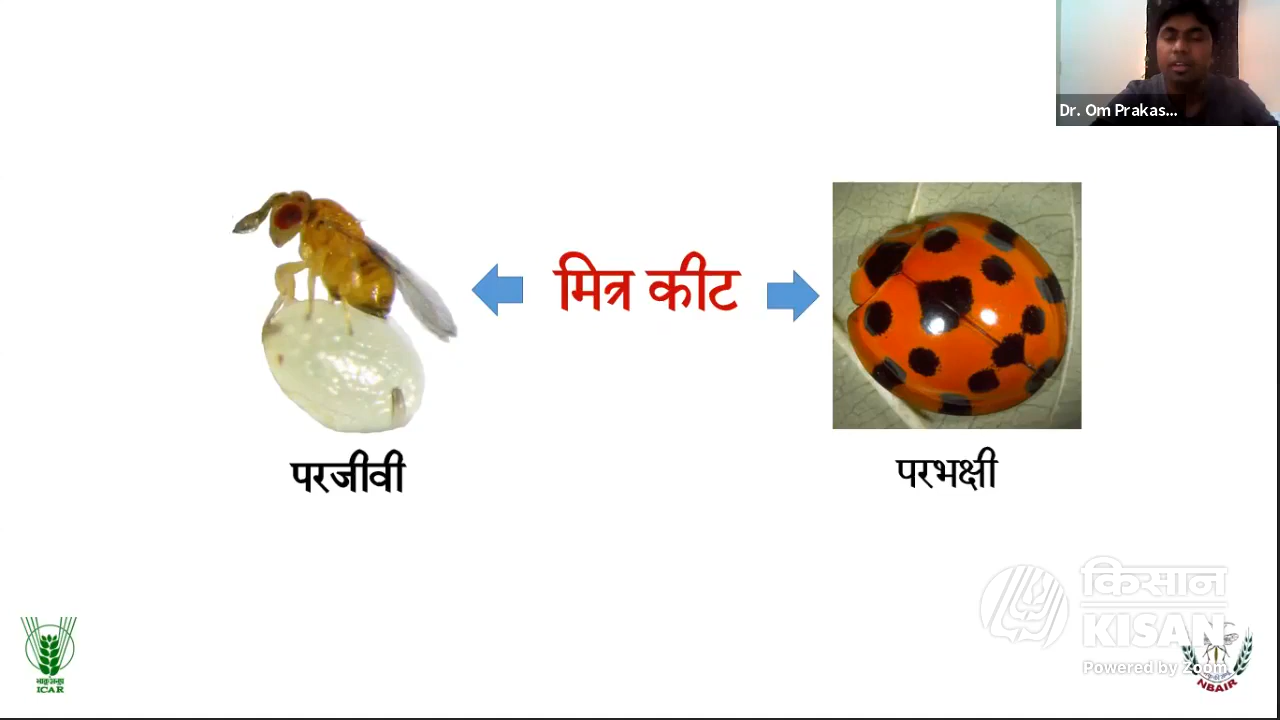 Dr. Om Prakas...
मित्र कीट
परजीवी
परभक्षी
किसान
KISAN
Powered by Zoom
ICAR
NBAIR